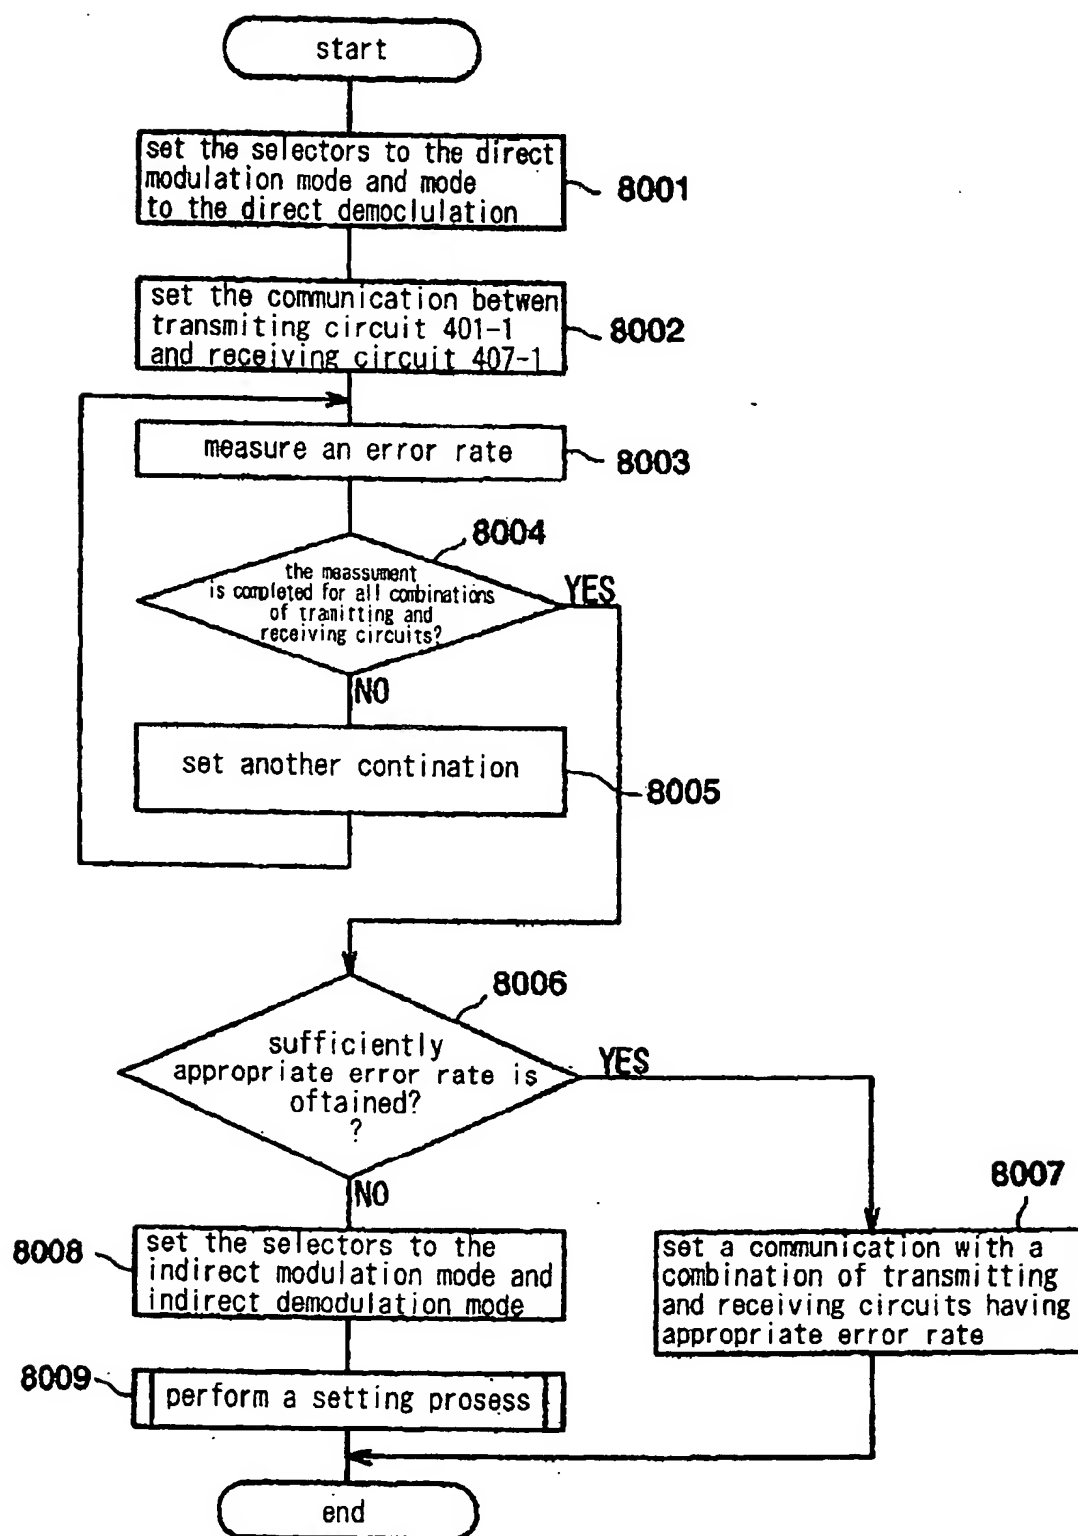 start
set the selectors to the direct
modulation mode and mode
to the direct democlulation
8001
set the communication betwen
transmiting circuit 401-1
and receiving circuit 407-1
8002
measure an error rate
8003
8004
the meassument
is completed for all combinations
of tramitting and
receiving circuits?
YES
NO
set another contination
8005
8006
sufficiently
appropriate error rate is
oftained?
?
YES
NO
8007
8008
set the selectors to the
indirect modulation mode and
indirect demodulation mode
set a communication with a
combination of transmitting
and receiving circuits having
appropriate error rate
8009
perform a setting prosess
end